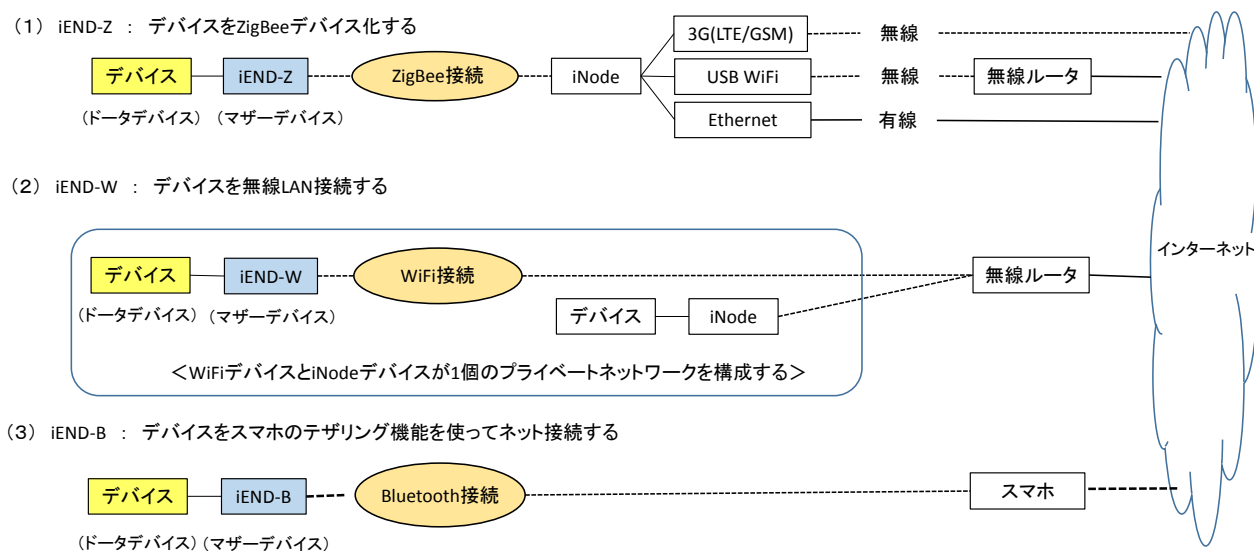 （１） iEND-Z ： デバイスをZigBeeデバイス化する
3G(LTE/GSM) 無線
デバイス iEND-Z ZigBee接続 iNode USB WiFi 無線 無線ルータ
(ドータデバイス) (マザーデバイス)
Ethernet 有線
（２） iEND-W ： デバイスを無線LAN接続する
インターネット
デバイス iEND-W WiFi接続 無線ルータ
(ドータデバイス) (マザーデバイス)
デバイス iNode
＜WiFiデバイスとiNodeデバイスが1個のプライベートネットワークを構成する＞
（３） iEND-B ： デバイスをスマホのテザリング機能を使ってネット接続する
デバイス iEND-B Bluetooth接続 スマホ
(ドータデバイス) (マザーデバイス)